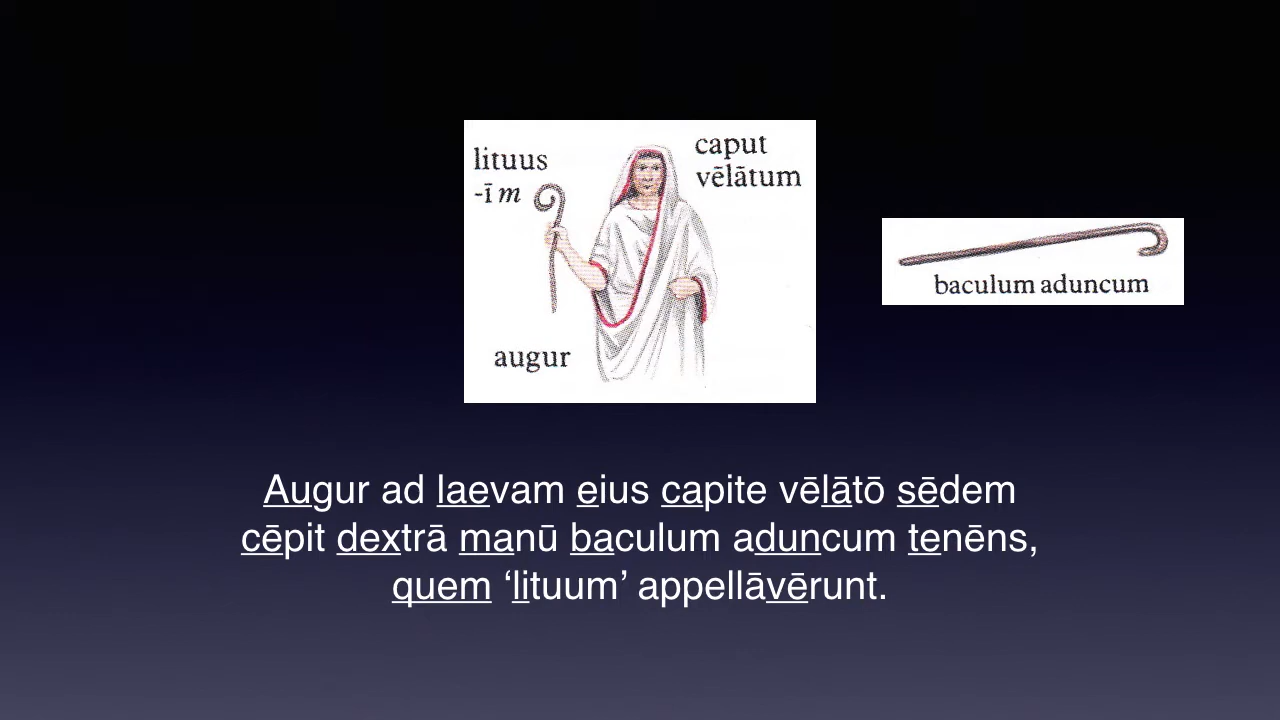 lituus
-ī m
caput
vēlātum
augur
baculum aduncum
Augur ad laevam eius capite vēlātō sēdem
cēpit dextrā manū baculum aduncum tenēns,
quem ‘lituum’ appellāvērunt.